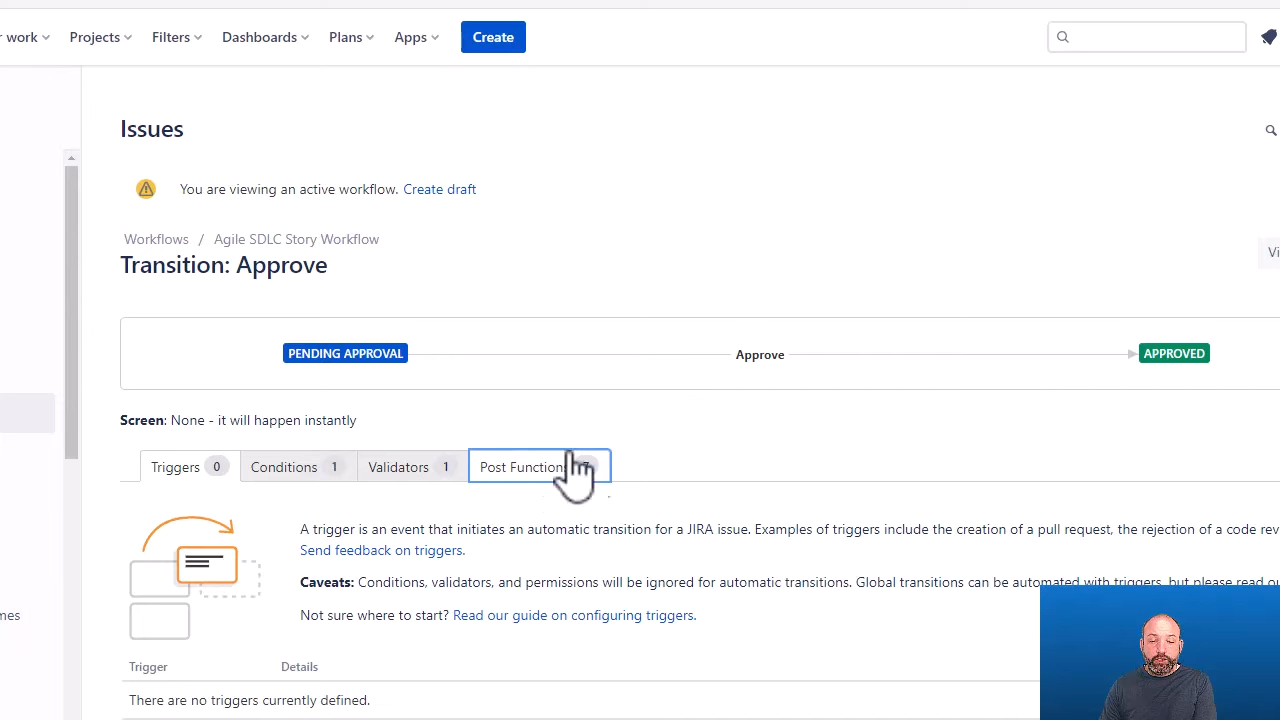 work Projects Filters Dashboards Plans Apps Create
Issues
You are viewing an active workflow. Create draft
Workflows / Agile SDLC Story Workflow
Transition: Approve
PENDING APPROVAL Approve APPROVED
Screen: None - it will happen instantly
Triggers 0 Conditions 1 Validators 1 Post Function
A trigger is an event that initiates an automatic transition for a JIRA issue. Examples of triggers include the creation of a pull request, the rejection of a code rev
Send feedback on triggers.
Caveats: Conditions, validators, and permissions will be ignored for automatic transitions. Global transitions can be automated with triggers, but please read ou
Not sure where to start? Read our guide on configuring triggers.
mes
Trigger Details
There are no triggers currently defined.